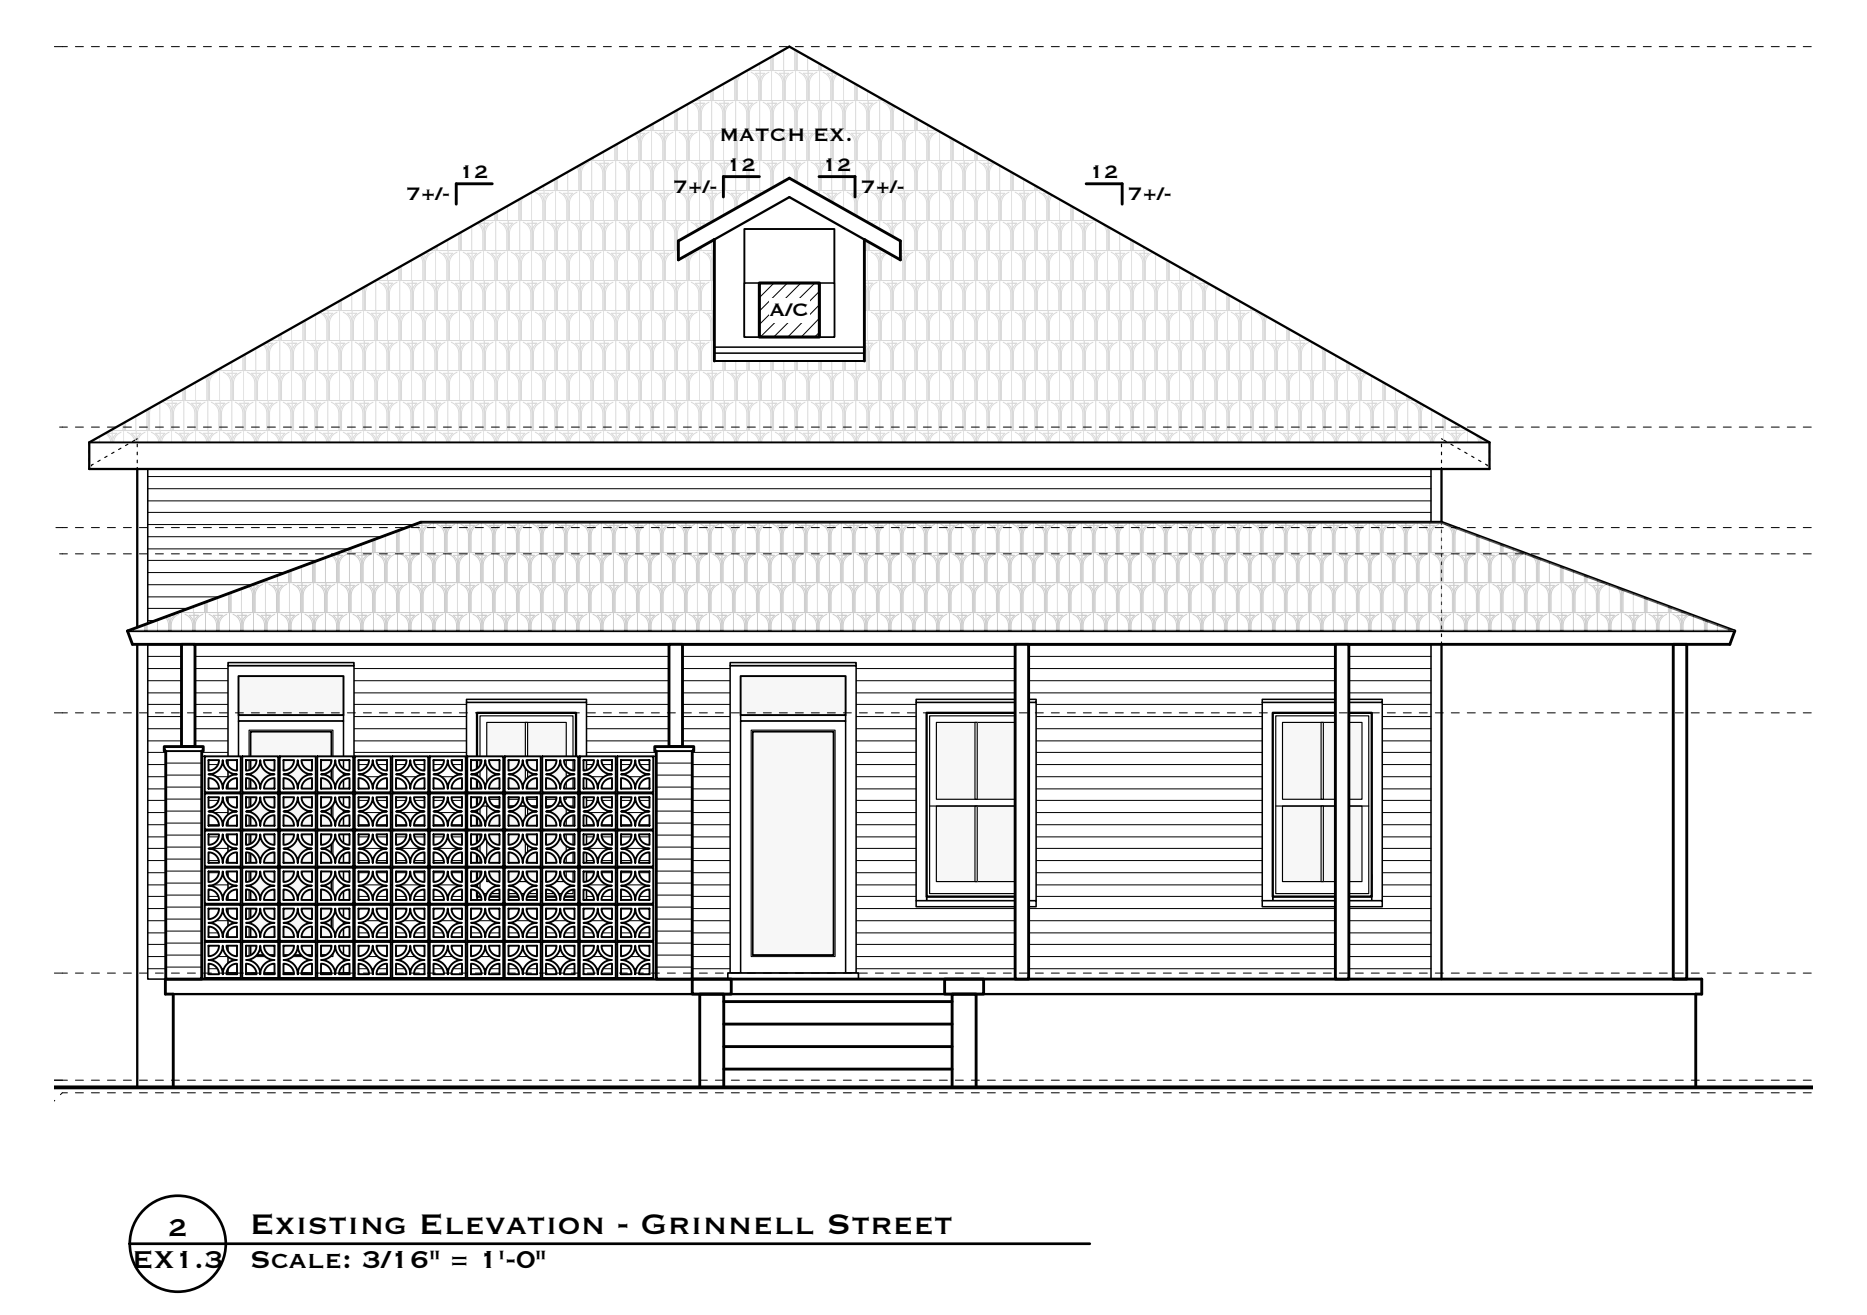 MATCH EX.
12 12 12 12
7+/- 7+/- 7+/- 7+/-
A/C
2
EXISTING ELEVATION - GRINNELL STREET
EX1.3
SCALE: 3/16" = 1'-0"